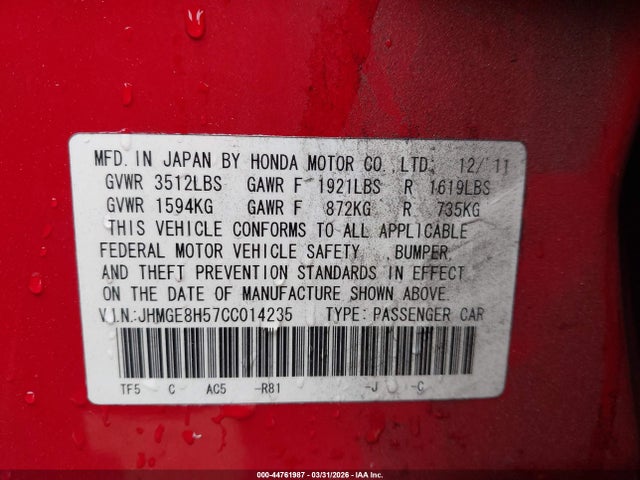 MFD. IN JAPAN BY HONDA MOTOR CO., LTD. 12/'11
GVWR 3512LBS GAWR F 1921LBS R 1619LBS
GVWR 1594KG GAWR F 872KG R 735KG
THIS VEHICLE CONFORMS TO ALL APPLICABLE
FEDERAL MOTOR VEHICLE SAFETY, BUMPER,
AND THEFT PREVENTION STANDARDS IN EFFECT
ON THE DATE OF MANUFACTURE SHOWN ABOVE.
V.I.N.:JHMGE8H57CC014235 TYPE: PASSENGER CAR
TF5 C AC5 -R81 -J -C
000-44761987 03/31/2026 IAA Inc.